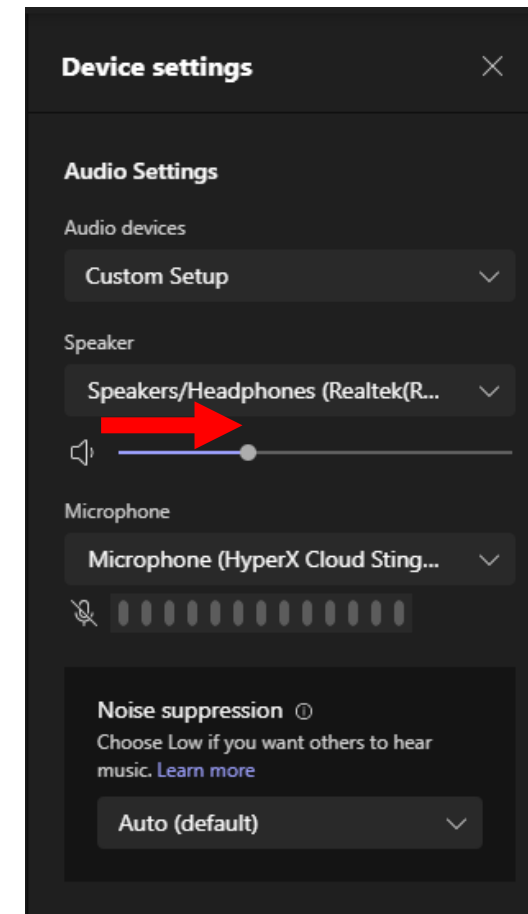 Device settings
Audio Settings
Audio devices
Custom Setup
Speaker
Speakers/Headphones (Realtek(R...
Microphone
Microphone (HyperX Cloud Sting...
Noise suppression
Choose Low if you want others to hear
music. Learn more
Auto (default)